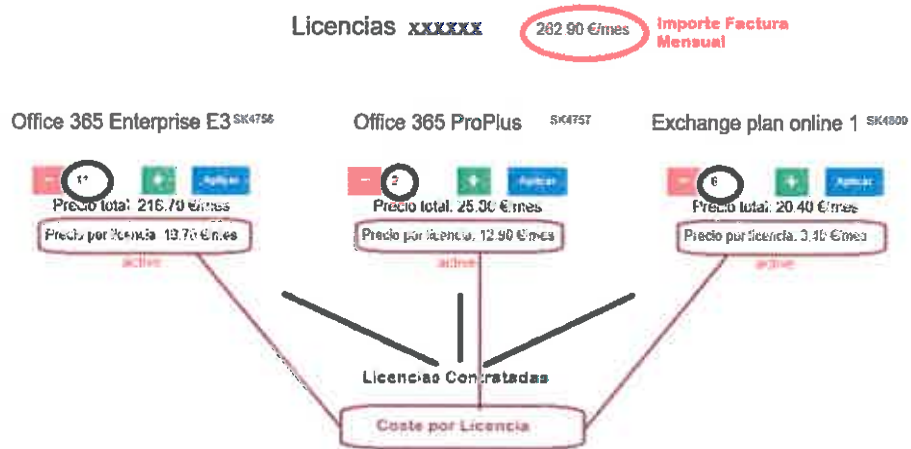 Licencias xxxxxx 262.90 €/mes Importe Factura Mensual
Office 365 Enterprise E3 SK4756
- 11 + Aplicar
Precio total: 216.70 €/mes
Precio por licencia: 19.70 €/mes
active
Office 365 ProPlus SK4757
- 2 + Aplicar
Precio total: 25.80 €/mes
Precio por licencia: 12.90 €/mes
active
Exchange plan online 1 SK4800
- 6 + Aplicar
Precio total: 20.40 €/mes
Precio por licencia: 3.40 €/mes
active
Licencias Contratadas
Coste por Licencia